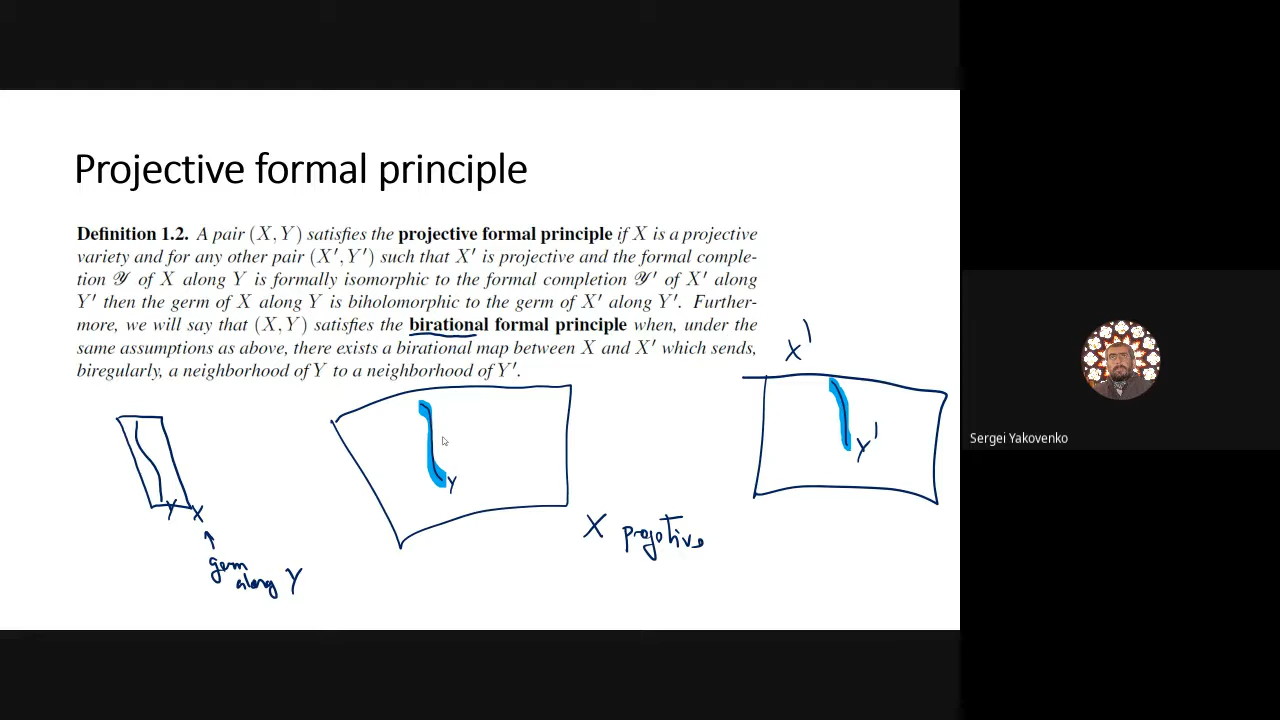 Projective formal principle
Definition 1.2. A pair (X, Y) satisfies the projective formal principle if X is a projective
variety and for any other pair (X′, Y′) such that X′ is projective and the formal comple-
tion 𝒴 of X along Y is formally isomorphic to the formal completion 𝒴′ of X′ along
Y′ then the germ of X along Y is biholomorphic to the germ of X′ along Y′. Further-
more, we will say that (X, Y) satisfies the birational formal principle when, under the
same assumptions as above, there exists a birational map between X and X′ which sends,
biregularly, a neighborhood of Y to a neighborhood of Y′.
X'
Y'
Y
Y X
X projective
germ
along Y
Sergei Yakovenko